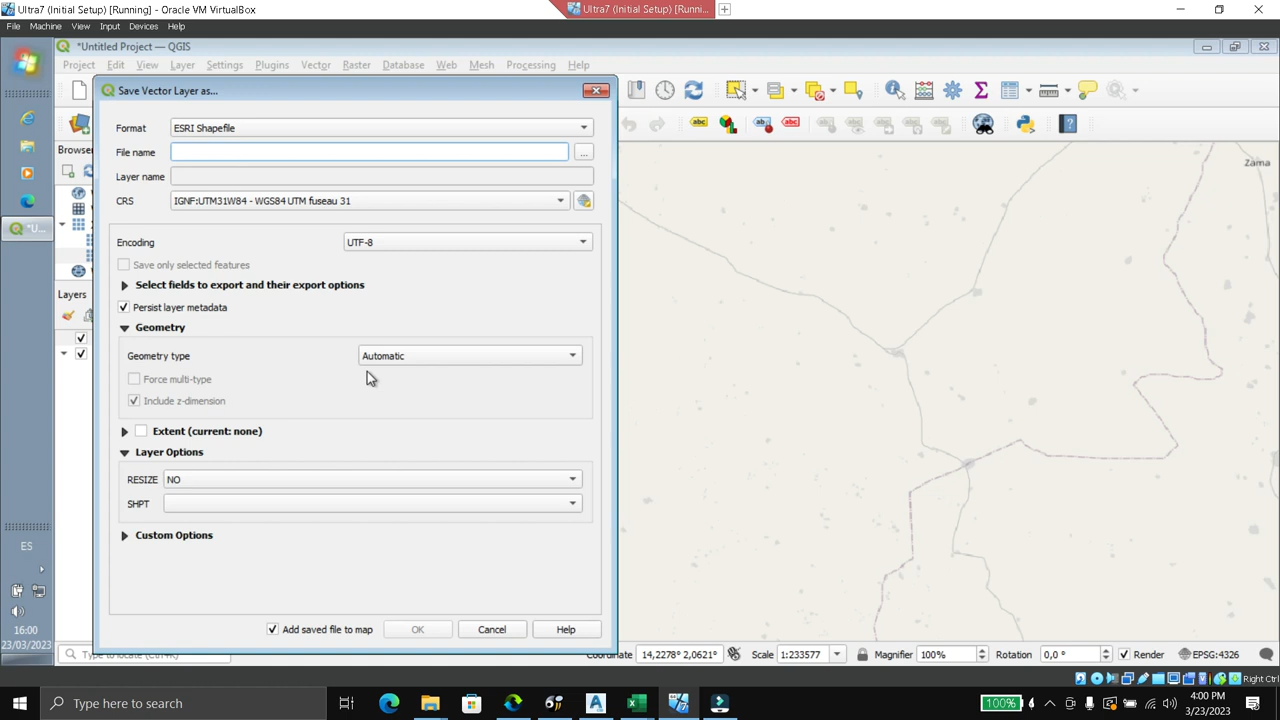 Ultra7 (Initial Setup) [Running] - Oracle VM VirtualBox
Ultra7 (Initial Setup) [Runni...
File Machine View Input Devices Help
*Untitled Project — QGIS
Project Edit View Layer Settings Plugins Vector Raster Database Web Mesh Processing Help
Save Vector Layer as...
Format ESRI Shapefile
File name ...
Layer name
CRS IGNF:UTM31W84 - WGS84 UTM fuseau 31
Encoding UTF-8
Save only selected features
Select fields to export and their export options
Persist layer metadata
Geometry
Geometry type Automatic
Force multi-type
Include z-dimension
Extent (current: none)
Layer Options
RESIZE NO
SHPT
Custom Options
Add saved file to map OK Cancel Help
abc abc abc
Zama
Layers
"U...
ES
16:00
23/03/2023
Coordinate 14,2278° 2,0621° Scale 1:233577 Magnifier 100% Rotation 0,0 ° Render EPSG:4326
Right Ctrl
Type here to search
100%
4:00 PM
3/23/2023